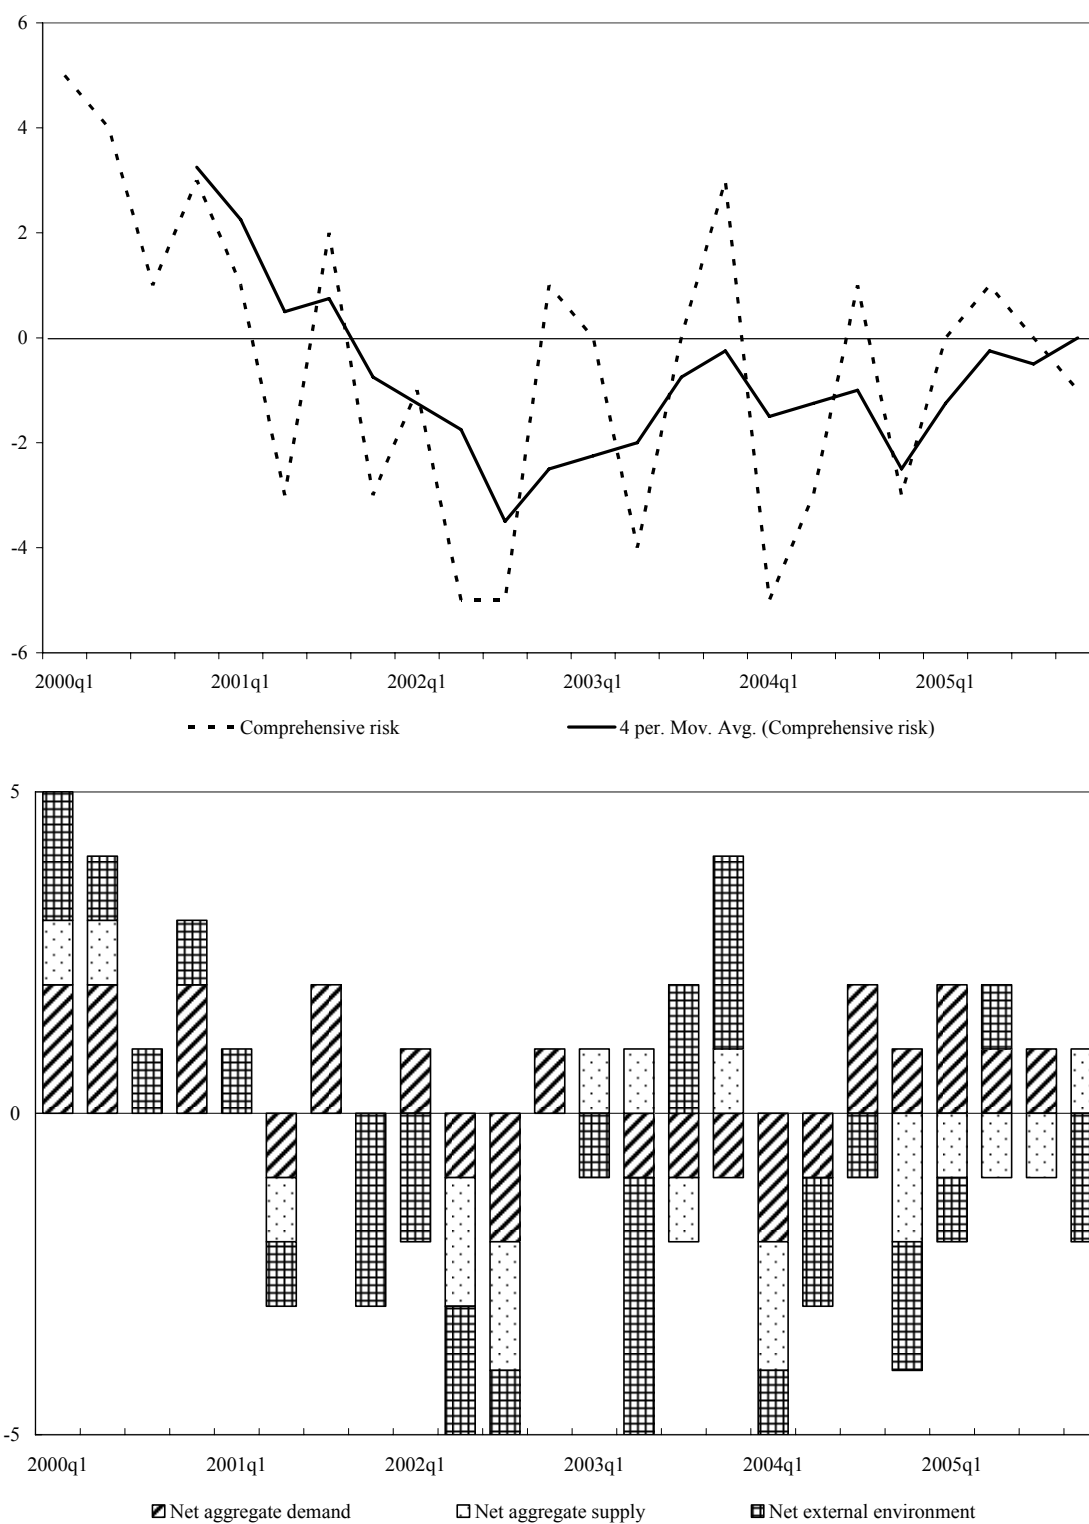 6
4
2
0
-2
-4
-6
2000q1 2001q1 2002q1 2003q1 2004q1 2005q1
Comprehensive risk 4 per. Mov. Avg. (Comprehensive risk)
5
0
-5
2000q1 2001q1 2002q1 2003q1 2004q1 2005q1
Net aggregate demand Net aggregate supply Net external environment